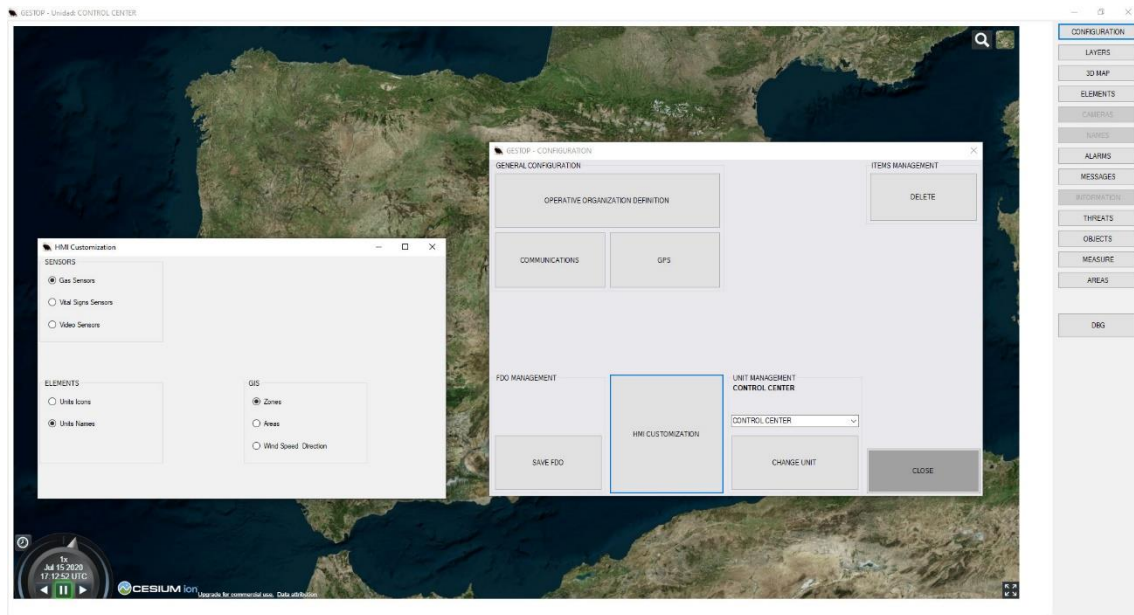 GESTOP - Unidad: CONTROL CENTER
CONFIGURATION
LAYERS
3D MAP
ELEMENTS
CAMERAS
NAMES
ALARMS
MESSAGES
INFORMATION
THREATS
OBJECTS
MEASURE
AREAS
DBG
GESTOP - CONFIGURATION
GENERAL CONFIGURATION
ITEMS MANAGEMENT
OPERATIVE ORGANIZATION DEFINITION
DELETE
COMMUNICATIONS
GPS
FDO MANAGEMENT
UNIT MANAGEMENT
CONTROL CENTER
CONTROL CENTER
HMI CUSTOMIZATION
SAVE FDO
CHANGE UNIT
CLOSE
HMI Customization
SENSORS
Gas Sensors
Vital Signs Sensors
Video Sensors
ELEMENTS
GIS
Units Icons
Zones
Units Names
Areas
Wind Speed Direction
1x
Jul 15 2020
17:12:52 UTC
CESIUM ion
Upgrade for commercial use. Data attribution